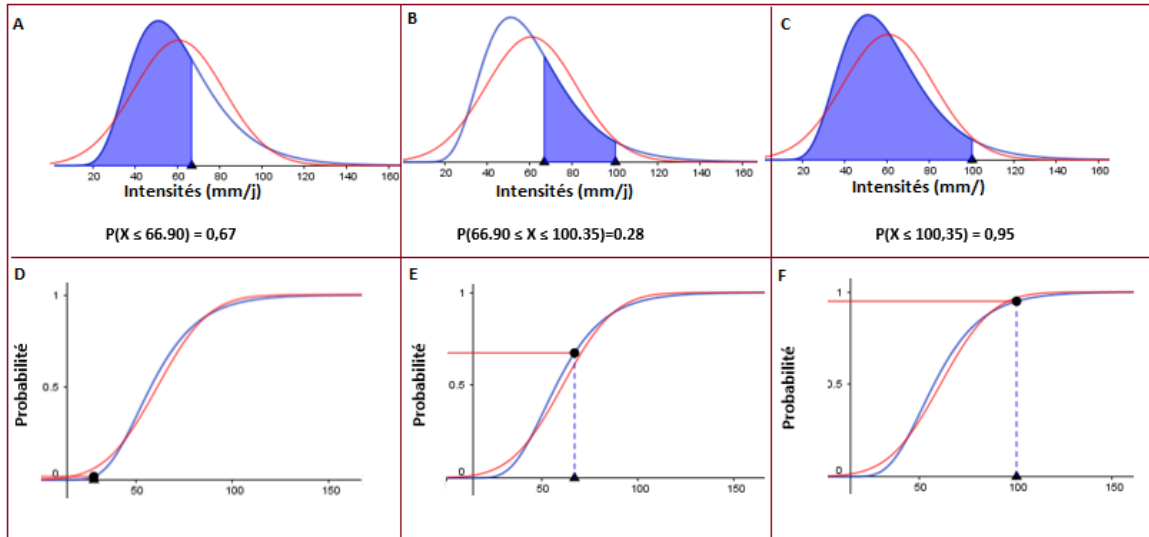 A
20 40 60 80 100 120 140 160
Intensités (mm/j)
P(X ≤ 66.90) = 0,67
B
20 40 60 80 100 120 140 160
Intensités (mm/j)
P(66.90 ≤ X ≤ 100.35)=0.28
C
20 40 60 80 100 120 140 160
Intensités (mm/)
P(X ≤ 100,35) = 0,95
D
Probabilité
1
0.5
0
50 100 150
E
Probabilité
1
0.5
0
50 100 150
F
Probabilité
1
0.5
0
50 100 150